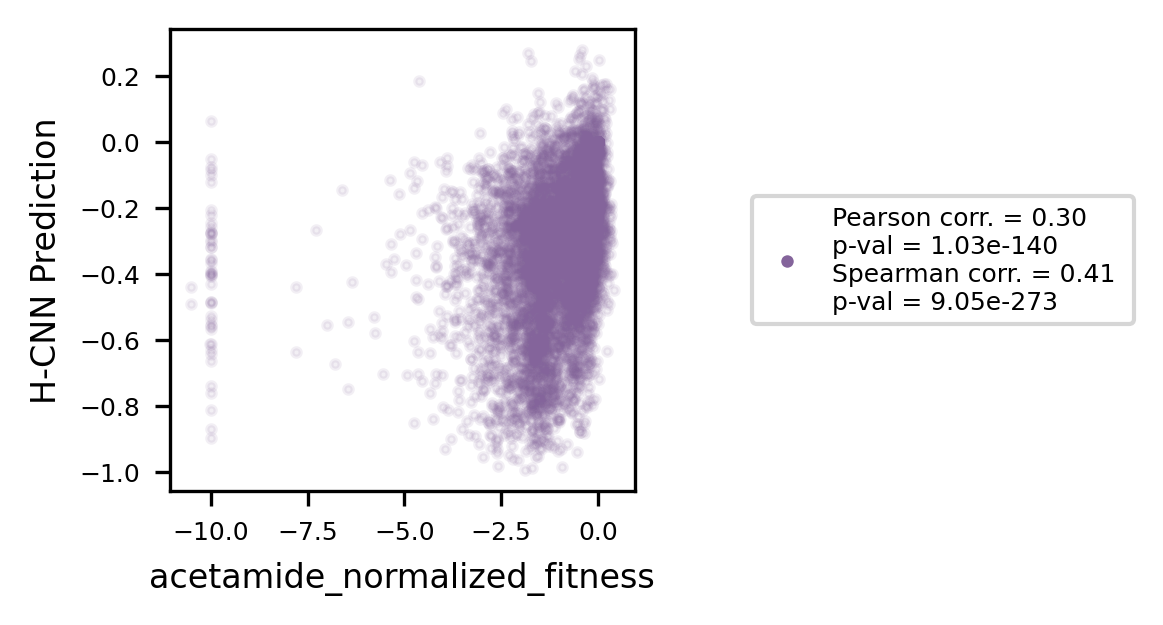 H-CNN Prediction
0.2
0.0
−0.2
−0.4
−0.6
−0.8
−1.0
−10.0
−7.5
−5.0
−2.5
0.0
acetamide_normalized_fitness
Pearson corr. = 0.30
p-val = 1.03e-140
Spearman corr. = 0.41
p-val = 9.05e-273